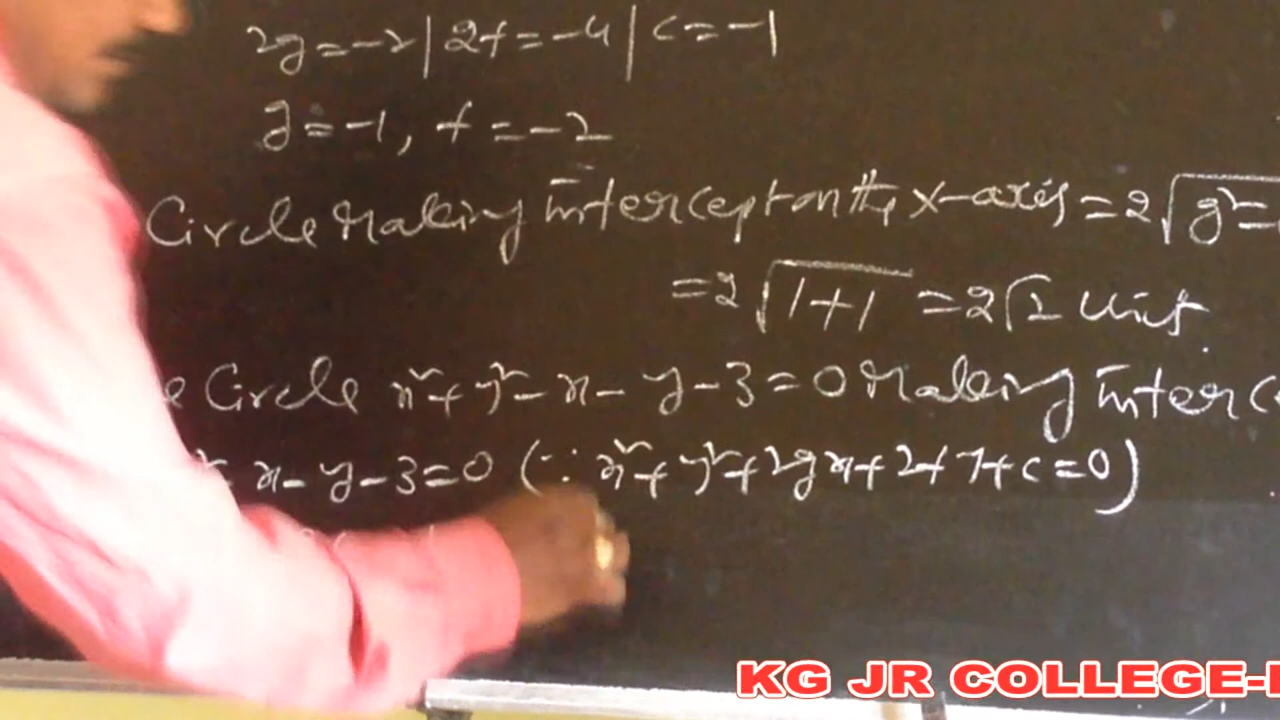 2g=-2 | 2f=-4 | c=-1
g=-1, f=-2
Circle Making intercept on the x-axis = 2√g²-
=2√1+1 =2√2 Units.
e Circle x²+y²-x-y-3=0 Making interc
x-y-3=0 (∵ x²+y²+2gx+2fy+c=0)
KG JR COLLEGE-